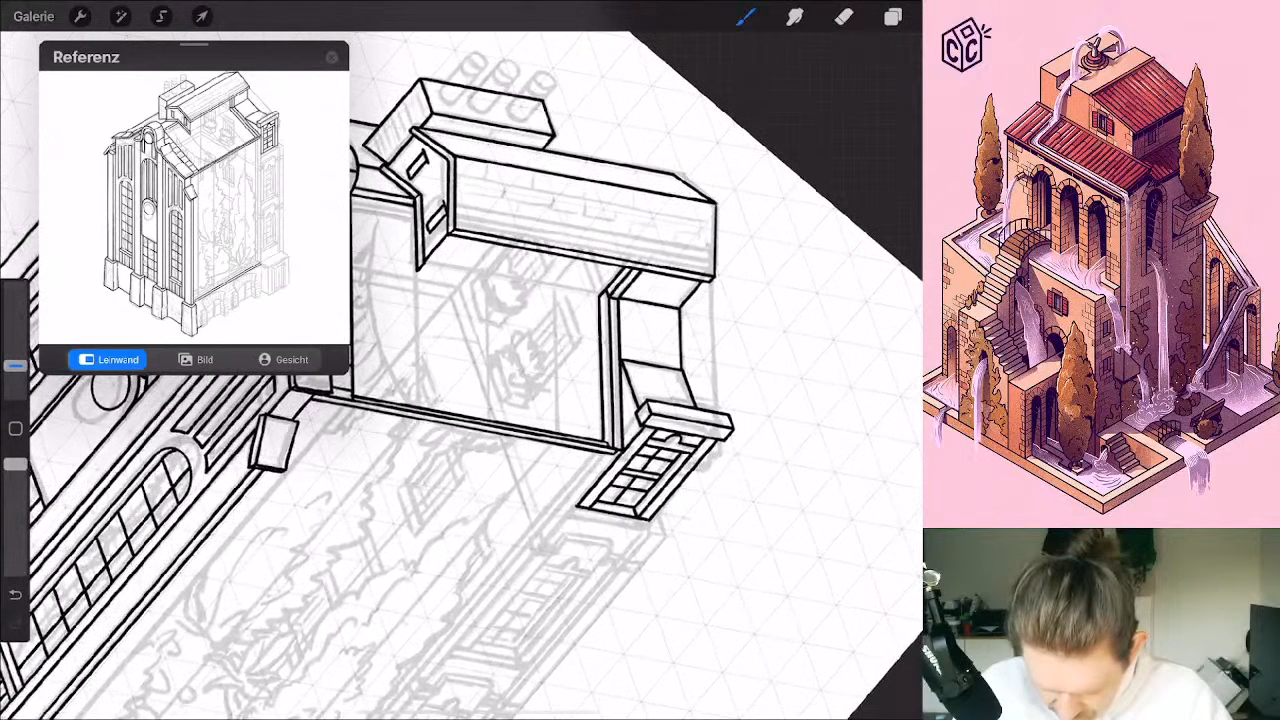 Galerie
Referenz
Leinwand
Bild
Gesicht
CC